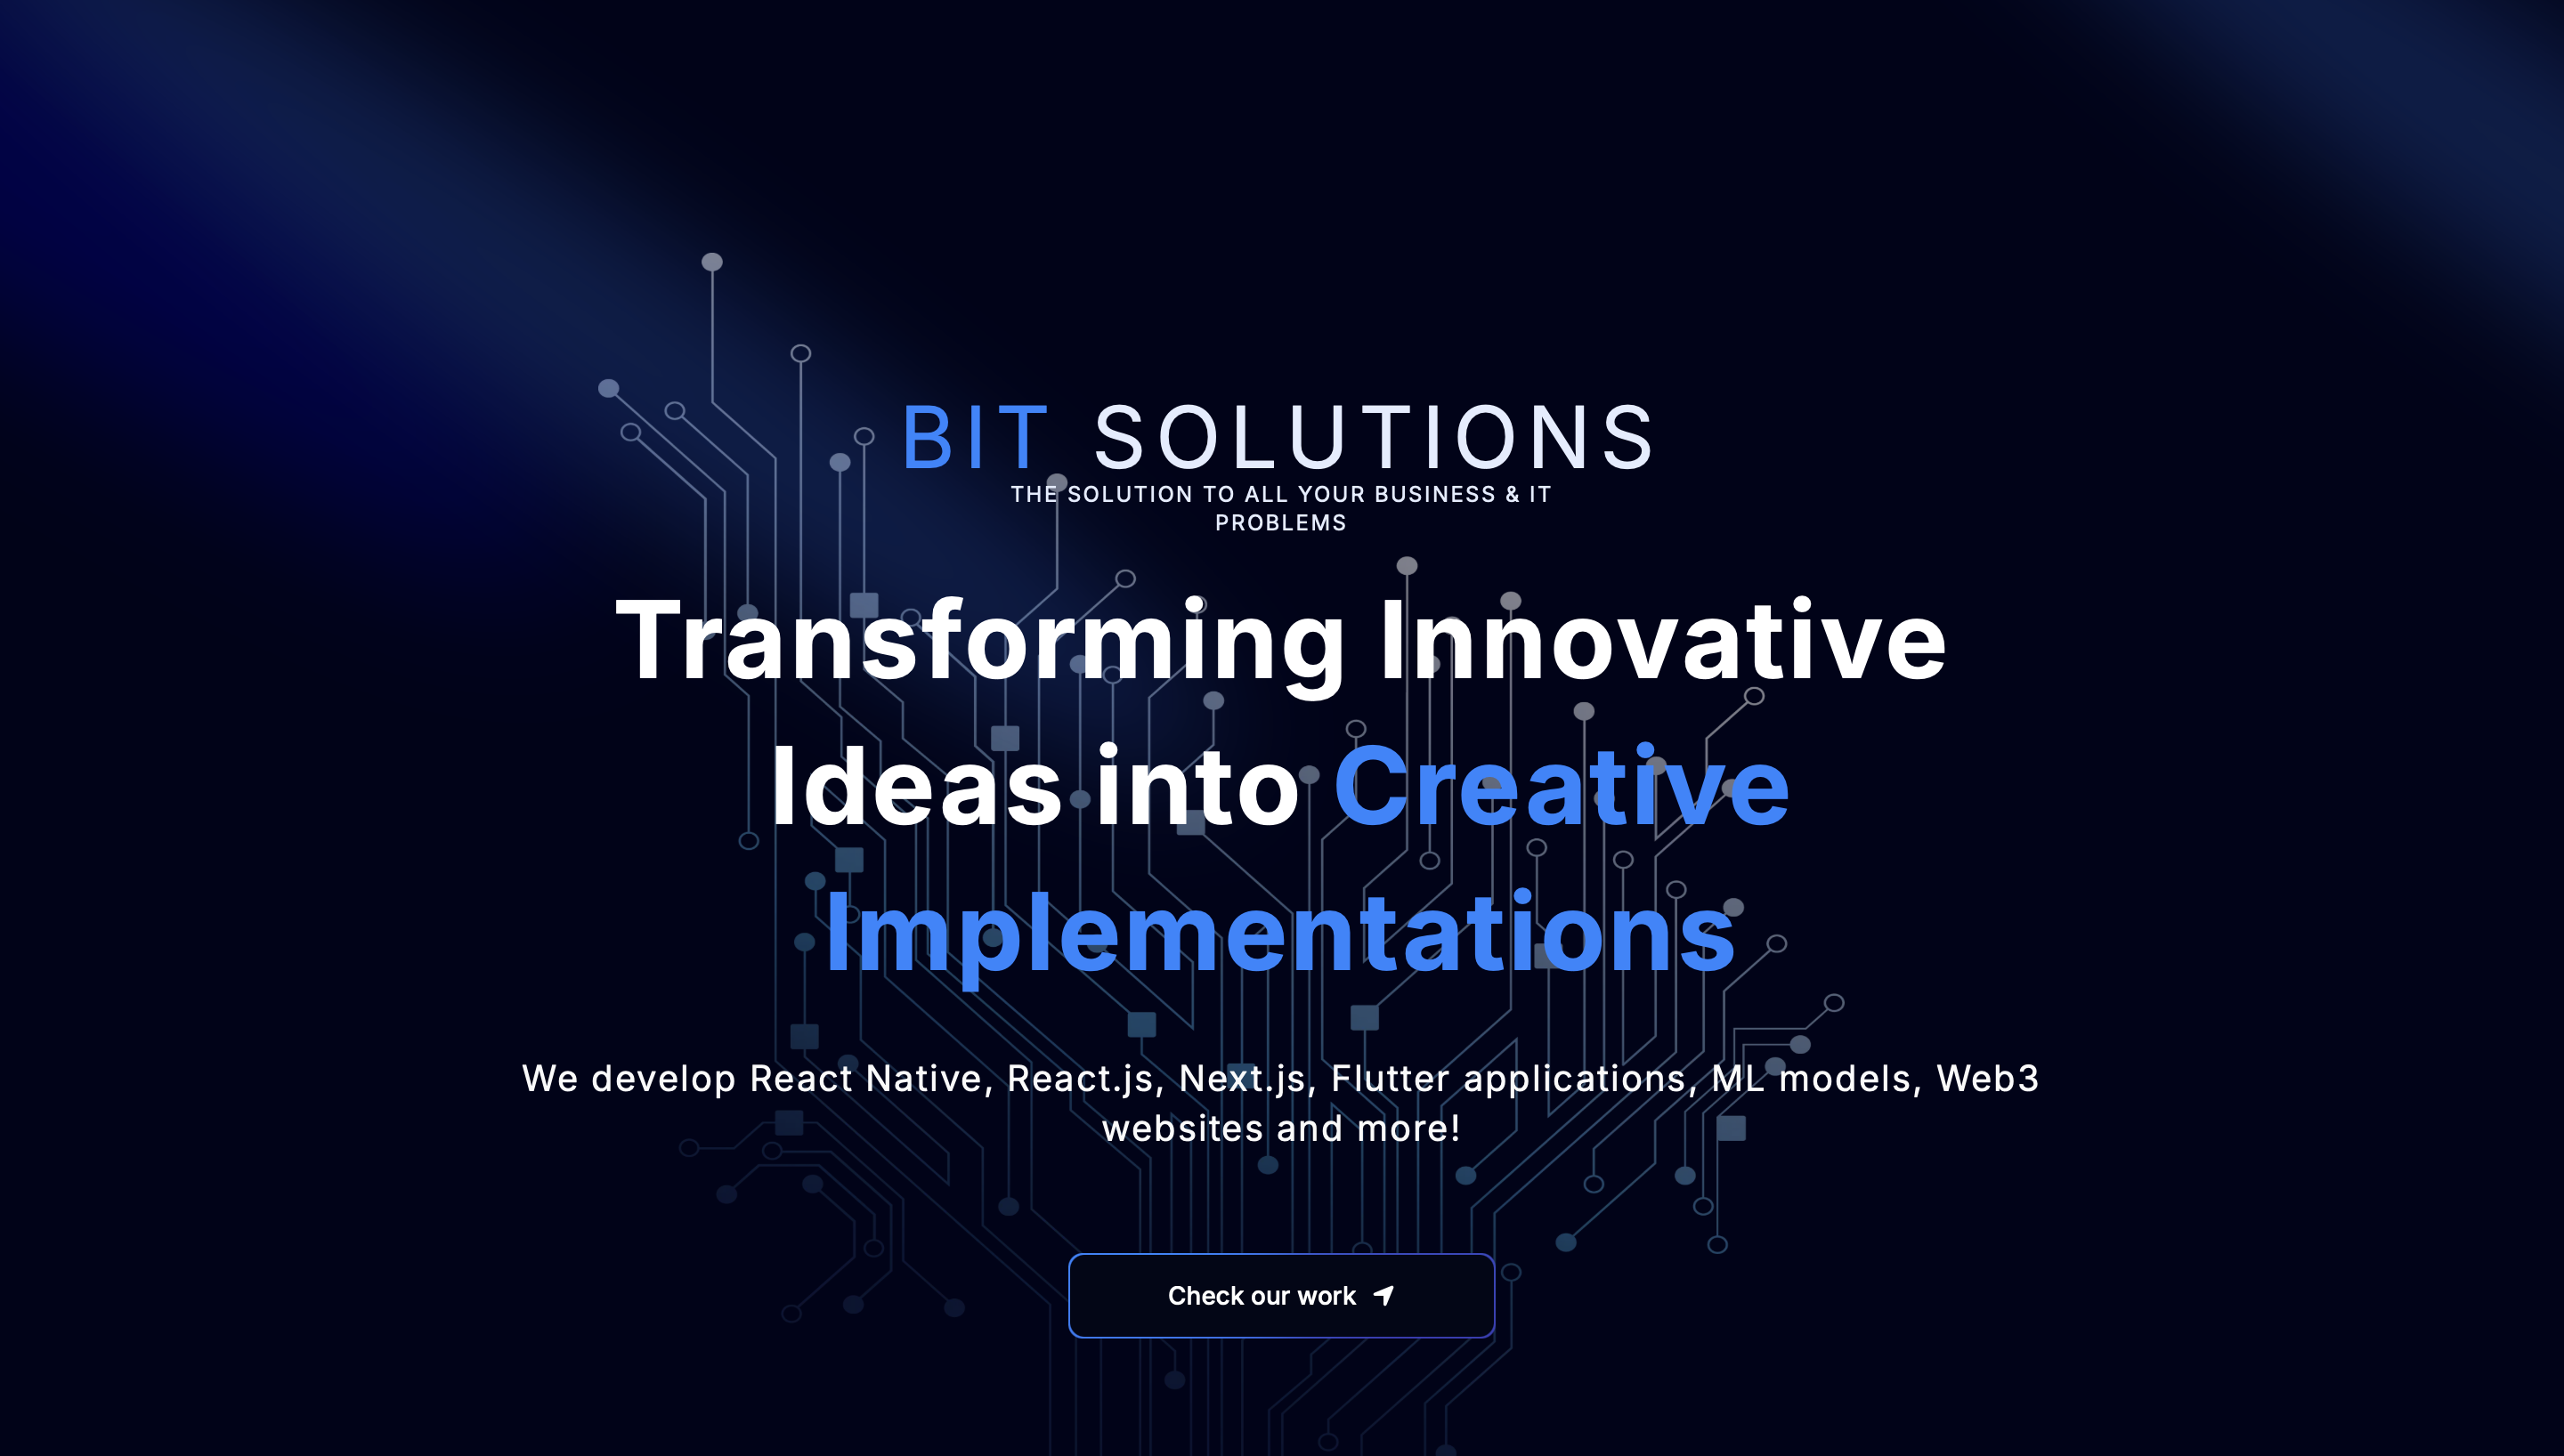 BIT SOLUTIONS
THE SOLUTION TO ALL YOUR BUSINESS & IT
PROBLEMS
Transforming Innovative
Ideas into Creative
Implementations
We develop React Native, React.js, Next.js, Flutter applications, ML models, Web3
websites and more!
Check our work